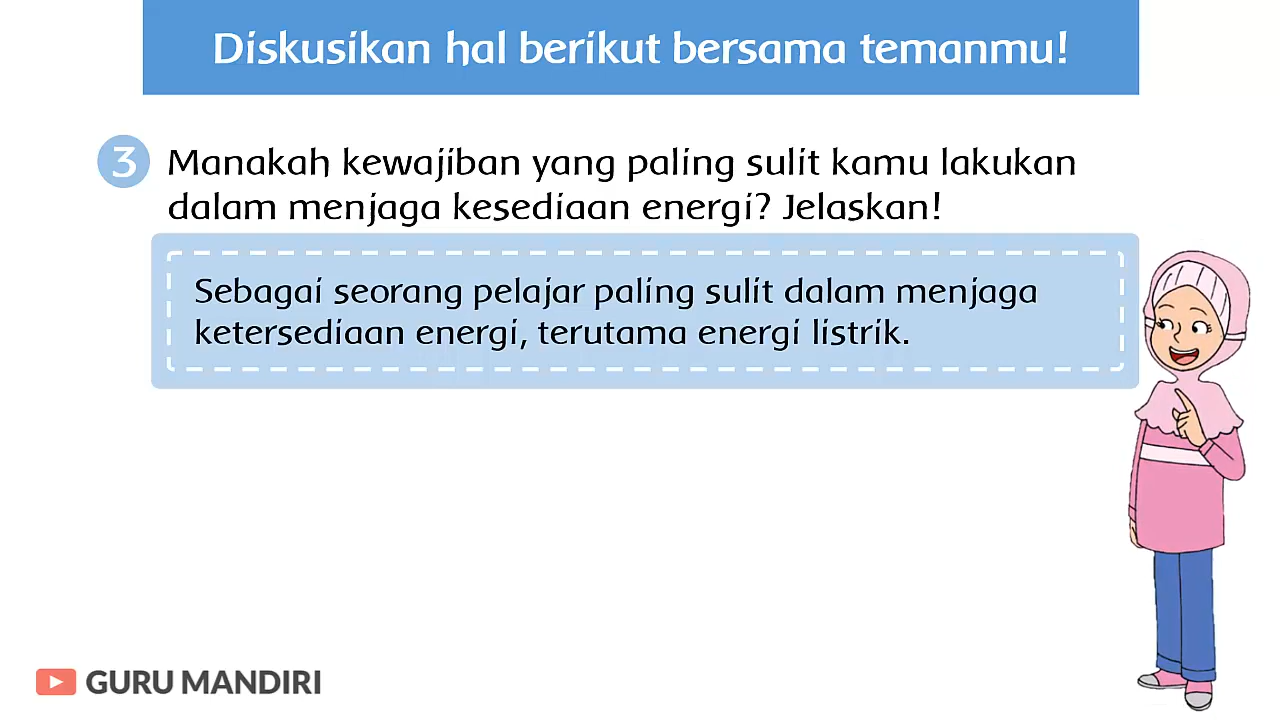 Diskusikan hal berikut bersama temanmu!
3 Manakah kewajiban yang paling sulit kamu lakukan
dalam menjaga kesediaan energi? Jelaskan!
Sebagai seorang pelajar paling sulit dalam menjaga
ketersediaan energi, terutama energi listrik.
GURU MANDIRI